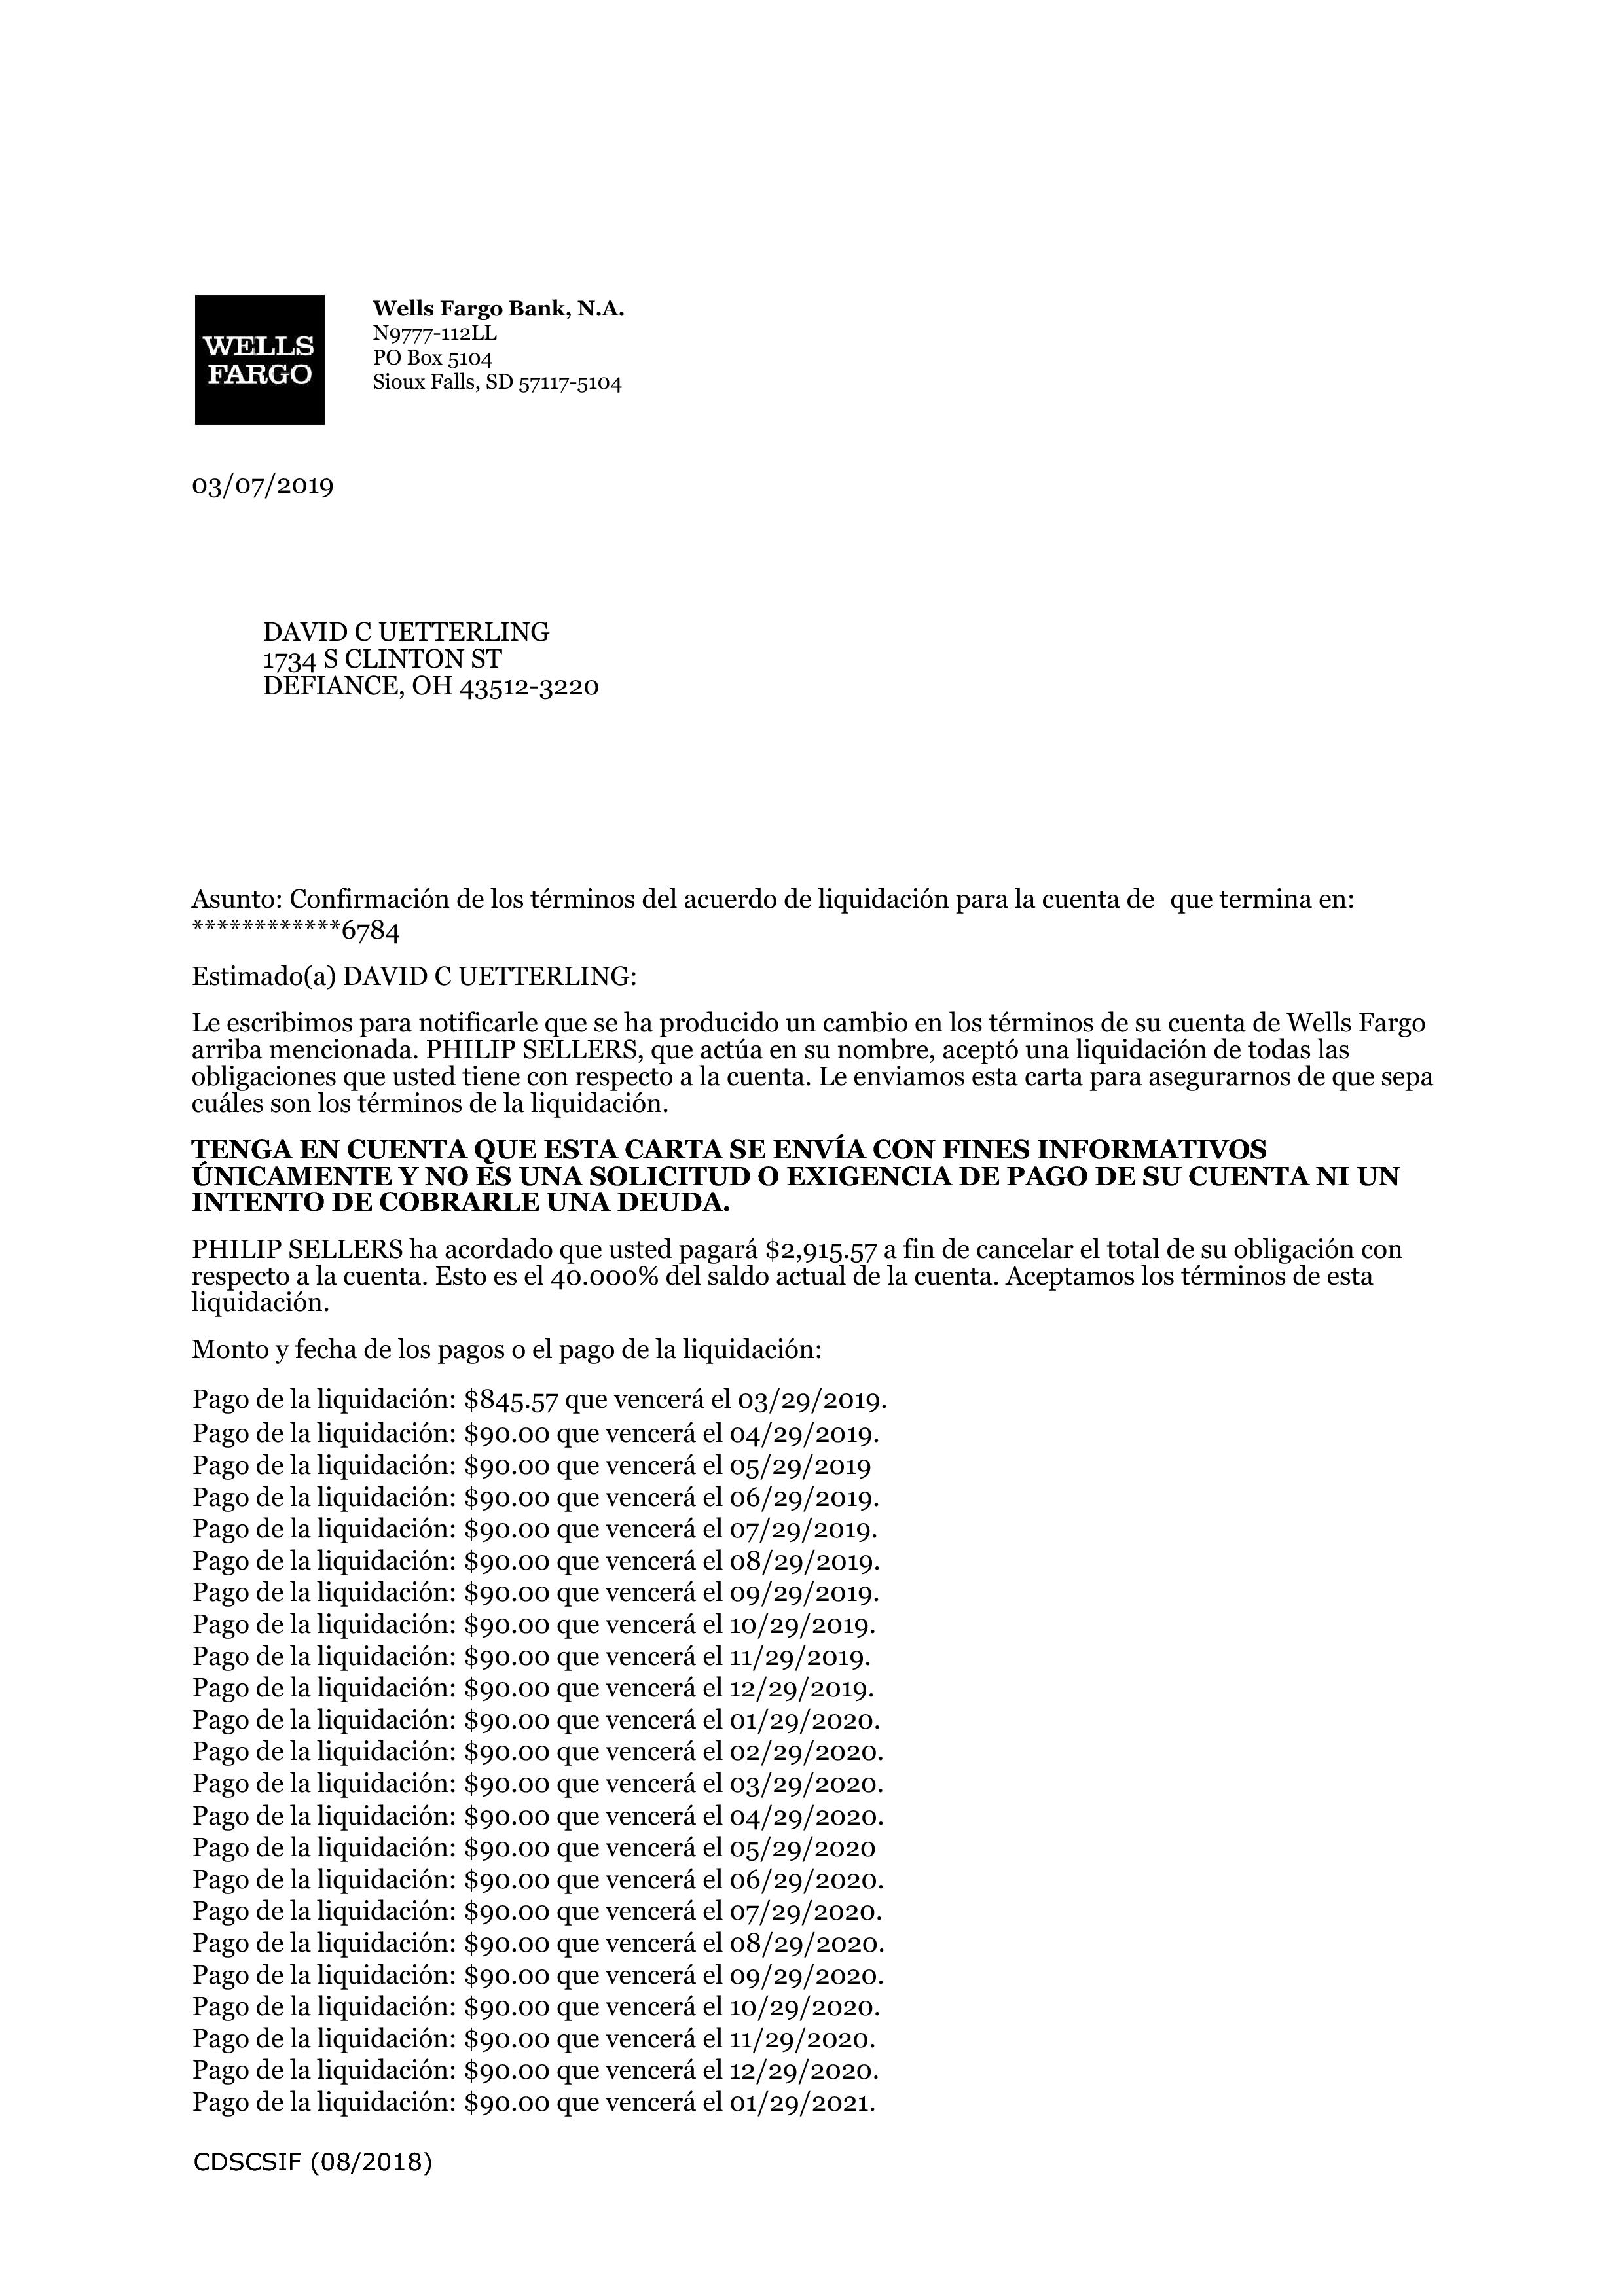 WELLS
FARGO
Wells Fargo Bank, N.A.
N9777-112LL
PO Box 5104
Sioux Falls, SD 57117-5104
03/07/2019
DAVID C UETTERLING
1734 S CLINTON ST
DEFIANCE, OH 43512-3220
Asunto: Confirmación de los términos del acuerdo de liquidación para la cuenta de que termina en:
************6784
Estimado(a) DAVID C UETTERLING:
Le escribimos para notificarle que se ha producido un cambio en los términos de su cuenta de Wells Fargo
arriba mencionada. PHILIP SELLERS, que actúa en su nombre, aceptó una liquidación de todas las
obligaciones que usted tiene con respecto a la cuenta. Le enviamos esta carta para asegurarnos de que sepa
cuáles son los términos de la liquidación.
TENGA EN CUENTA QUE ESTA CARTA SE ENVÍA CON FINES INFORMATIVOS
ÚNICAMENTE Y NO ES UNA SOLICITUD O EXIGENCIA DE PAGO DE SU CUENTA NI UN
INTENTO DE COBRARLE UNA DEUDA.
PHILIP SELLERS ha acordado que usted pagará $2,915.57 a fin de cancelar el total de su obligación con
respecto a la cuenta. Esto es el 40.000% del saldo actual de la cuenta. Aceptamos los términos de esta
liquidación.
Monto y fecha de los pagos o el pago de la liquidación:
Pago de la liquidación: $845.57 que vencerá el 03/29/2019.
Pago de la liquidación: $90.00 que vencerá el 04/29/2019.
Pago de la liquidación: $90.00 que vencerá el 05/29/2019
Pago de la liquidación: $90.00 que vencerá el 06/29/2019.
Pago de la liquidación: $90.00 que vencerá el 07/29/2019.
Pago de la liquidación: $90.00 que vencerá el 08/29/2019.
Pago de la liquidación: $90.00 que vencerá el 09/29/2019.
Pago de la liquidación: $90.00 que vencerá el 10/29/2019.
Pago de la liquidación: $90.00 que vencerá el 11/29/2019.
Pago de la liquidación: $90.00 que vencerá el 12/29/2019.
Pago de la liquidación: $90.00 que vencerá el 01/29/2020.
Pago de la liquidación: $90.00 que vencerá el 02/29/2020.
Pago de la liquidación: $90.00 que vencerá el 03/29/2020.
Pago de la liquidación: $90.00 que vencerá el 04/29/2020.
Pago de la liquidación: $90.00 que vencerá el 05/29/2020
Pago de la liquidación: $90.00 que vencerá el 06/29/2020.
Pago de la liquidación: $90.00 que vencerá el 07/29/2020.
Pago de la liquidación: $90.00 que vencerá el 08/29/2020.
Pago de la liquidación: $90.00 que vencerá el 09/29/2020.
Pago de la liquidación: $90.00 que vencerá el 10/29/2020.
Pago de la liquidación: $90.00 que vencerá el 11/29/2020.
Pago de la liquidación: $90.00 que vencerá el 12/29/2020.
Pago de la liquidación: $90.00 que vencerá el 01/29/2021.
CDSCSIF (08/2018)